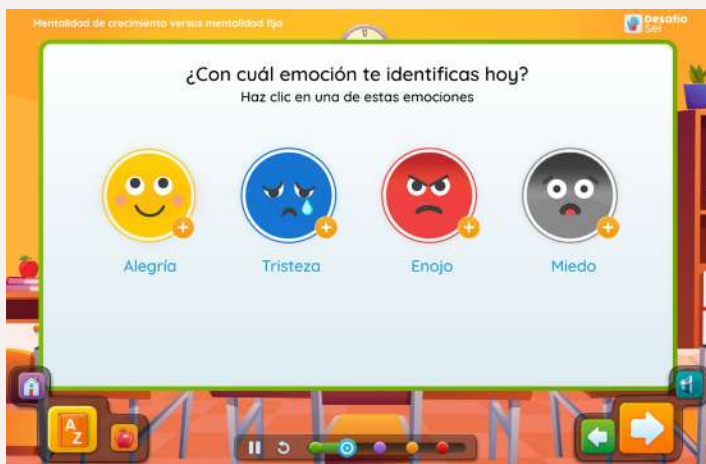 Mentalidad de crecimiento versus mentalidad fija
Desafío
Sel
¿Con cuál emoción te identificas hoy?
Haz clic en una de estas emociones
Alegría
Tristeza
Enojo
Miedo
A
Z